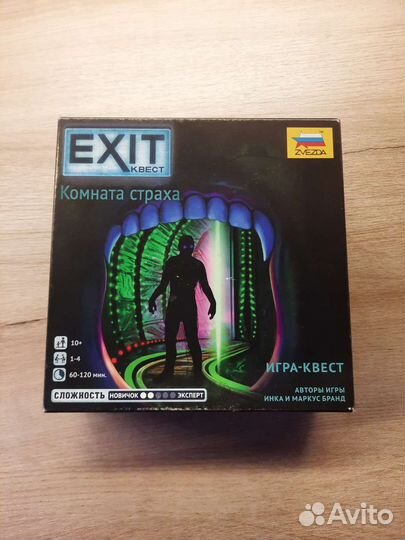 EXIT
КВЕСТ
ZVEZDA
Комната страха
10+
1-4
60-120 мин.
ИГРА-КВЕСТ
АВТОРЫ ИГРЫ
ИНКА И МАРКУС БРАНД
СЛОЖНОСТЬ НОВИЧОК ЭКСПЕРТ
Avito